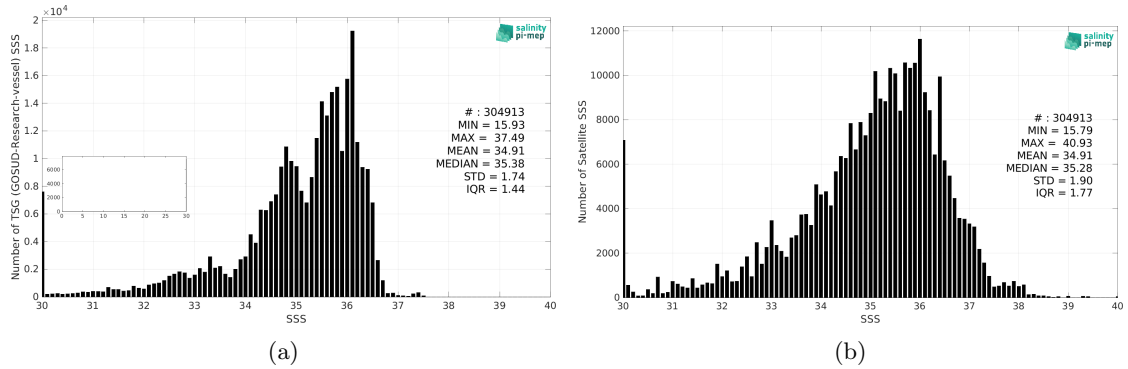 ×10⁴
2
1.8
1.6
1.4
1.2
1
0.8
0.6
0.4
0.2
0
Number of TSG (GOSUD-Research-vessel) SSS
salinity
pi-mep
# : 304913
MIN = 15.93
MAX = 37.49
MEAN = 34.91
MEDIAN = 35.38
STD = 1.74
IQR = 1.44
6000
4000
2000
0
0 5 10 15 20 25 30
30 31 32 33 34 35 36 37 38 39 40
SSS
(a)
12000
10000
8000
6000
4000
2000
0
Number of Satellite SSS
salinity
pi-mep
# : 304913
MIN = 15.79
MAX = 40.93
MEAN = 34.91
MEDIAN = 35.28
STD = 1.90
IQR = 1.77
30 31 32 33 34 35 36 37 38 39 40
SSS
(b)